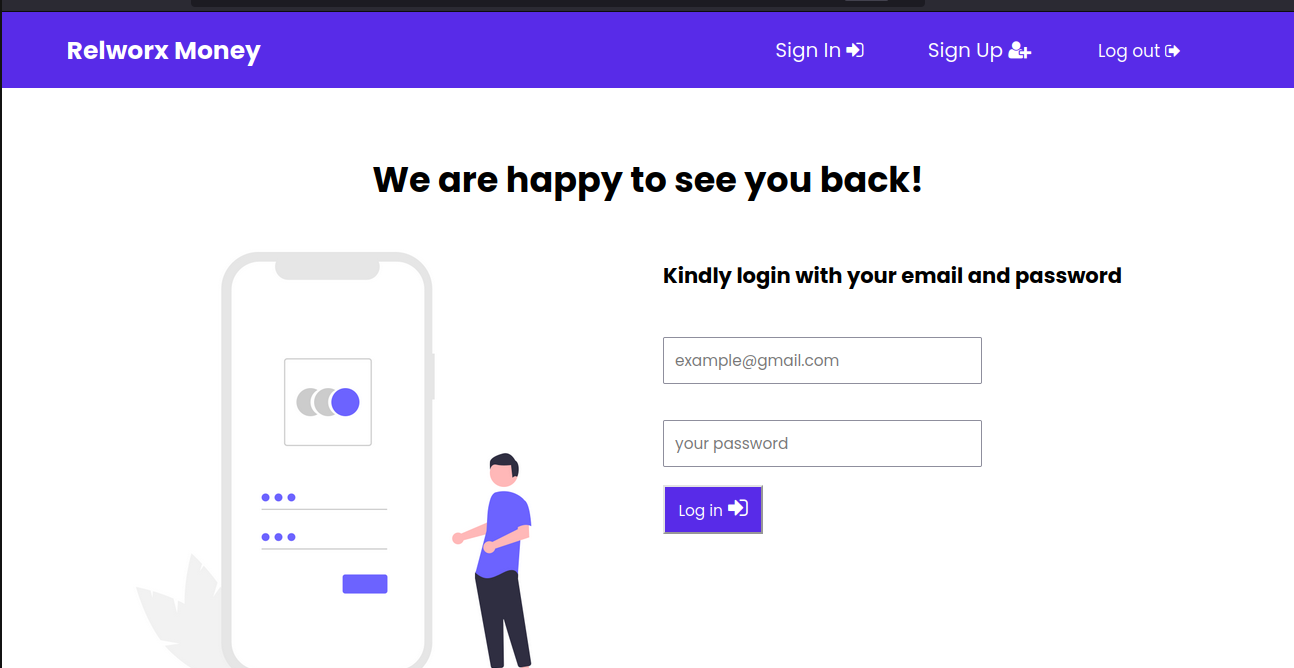 Relworx Money
Sign In
Sign Up
Log out
We are happy to see you back!
Kindly login with your email and password
example@gmail.com
your password
Log in